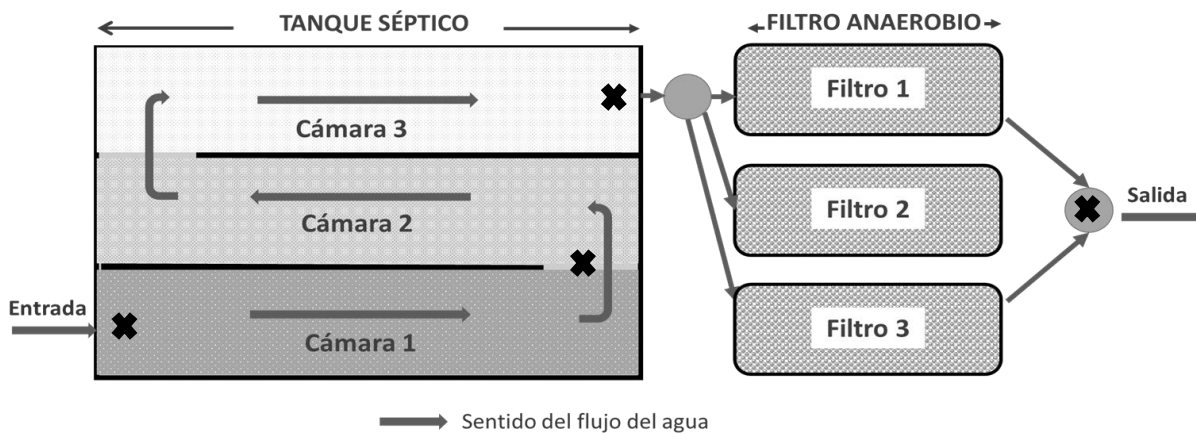 TANQUE SÉPTICO
FILTRO ANAEROBIO
Cámara 3
Filtro 1
Cámara 2
Filtro 2
Salida
Entrada
Cámara 1
Filtro 3
Sentido del flujo del agua